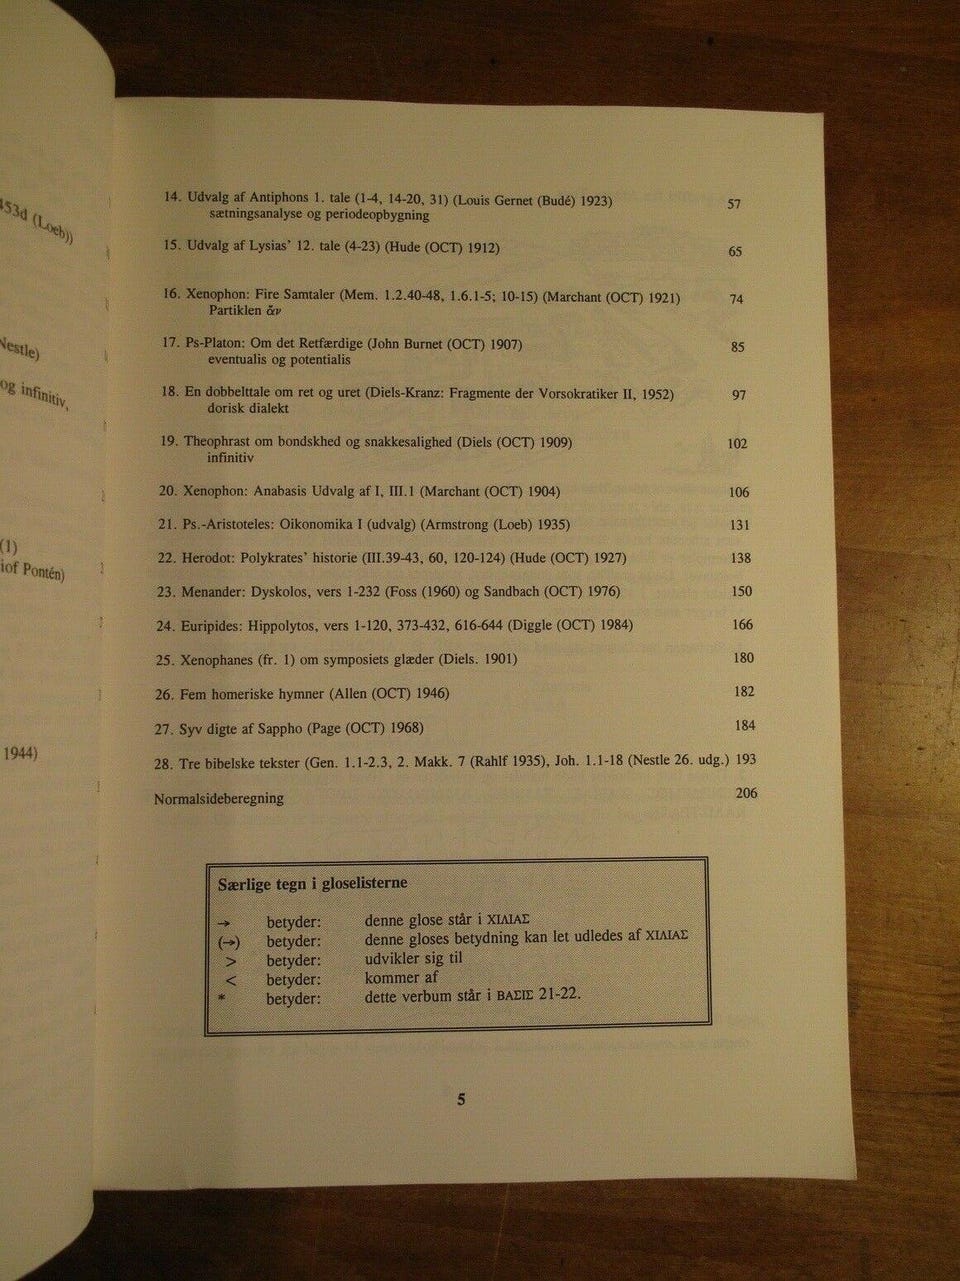 453d (Loeb))
Nestle)
og infinitiv,
(1)
iof Pontén)
1944)
14. Udvalg af Antiphons 1. tale (1-4, 14-20, 31) (Louis Gernet (Budé) 1923) 57
sætningsanalyse og periodeopbygning
15. Udvalg af Lysias' 12. tale (4-23) (Hude (OCT) 1912) 65
16. Xenophon: Fire Samtaler (Mem. 1.2.40-48, 1.6.1-5; 10-15) (Marchant (OCT) 1921) 74
Partiklen ἄν
17. Ps-Platon: Om det Retfærdige (John Burnet (OCT) 1907) 85
eventualis og potentialis
18. En dobbelttale om ret og uret (Diels-Kranz: Fragmente der Vorsokratiker II, 1952) 97
dorisk dialekt
19. Theophrast om bondskhed og snakkesalighed (Diels (OCT) 1909) 102
infinitiv
20. Xenophon: Anabasis Udvalg af I, III.1 (Marchant (OCT) 1904) 106
21. Ps.-Aristoteles: Oikonomika I (udvalg) (Armstrong (Loeb) 1935) 131
22. Herodot: Polykrates' historie (III.39-43, 60, 120-124) (Hude (OCT) 1927) 138
23. Menander: Dyskolos, vers 1-232 (Foss (1960) og Sandbach (OCT) 1976) 150
24. Euripides: Hippolytos, vers 1-120, 373-432, 616-644 (Diggle (OCT) 1984) 166
25. Xenophanes (fr. 1) om symposiets glæder (Diels. 1901) 180
26. Fem homeriske hymner (Allen (OCT) 1946) 182
27. Syv digte af Sappho (Page (OCT) 1968) 184
28. Tre bibelske tekster (Gen. 1.1-2.3, 2. Makk. 7 (Rahlf 1935), Joh. 1.1-18 (Nestle 26. udg.) 193
Normalsideberegning 206
Særlige tegn i gloselisterne
→ betyder: denne glose står i ΧΙΛΙΑΣ
(→) betyder: denne gloses betydning kan let udledes af ΧΙΛΙΑΣ
> betyder: udvikler sig til
< betyder: kommer af
* betyder: dette verbum står i ΒΑΣΙΣ 21-22.
5